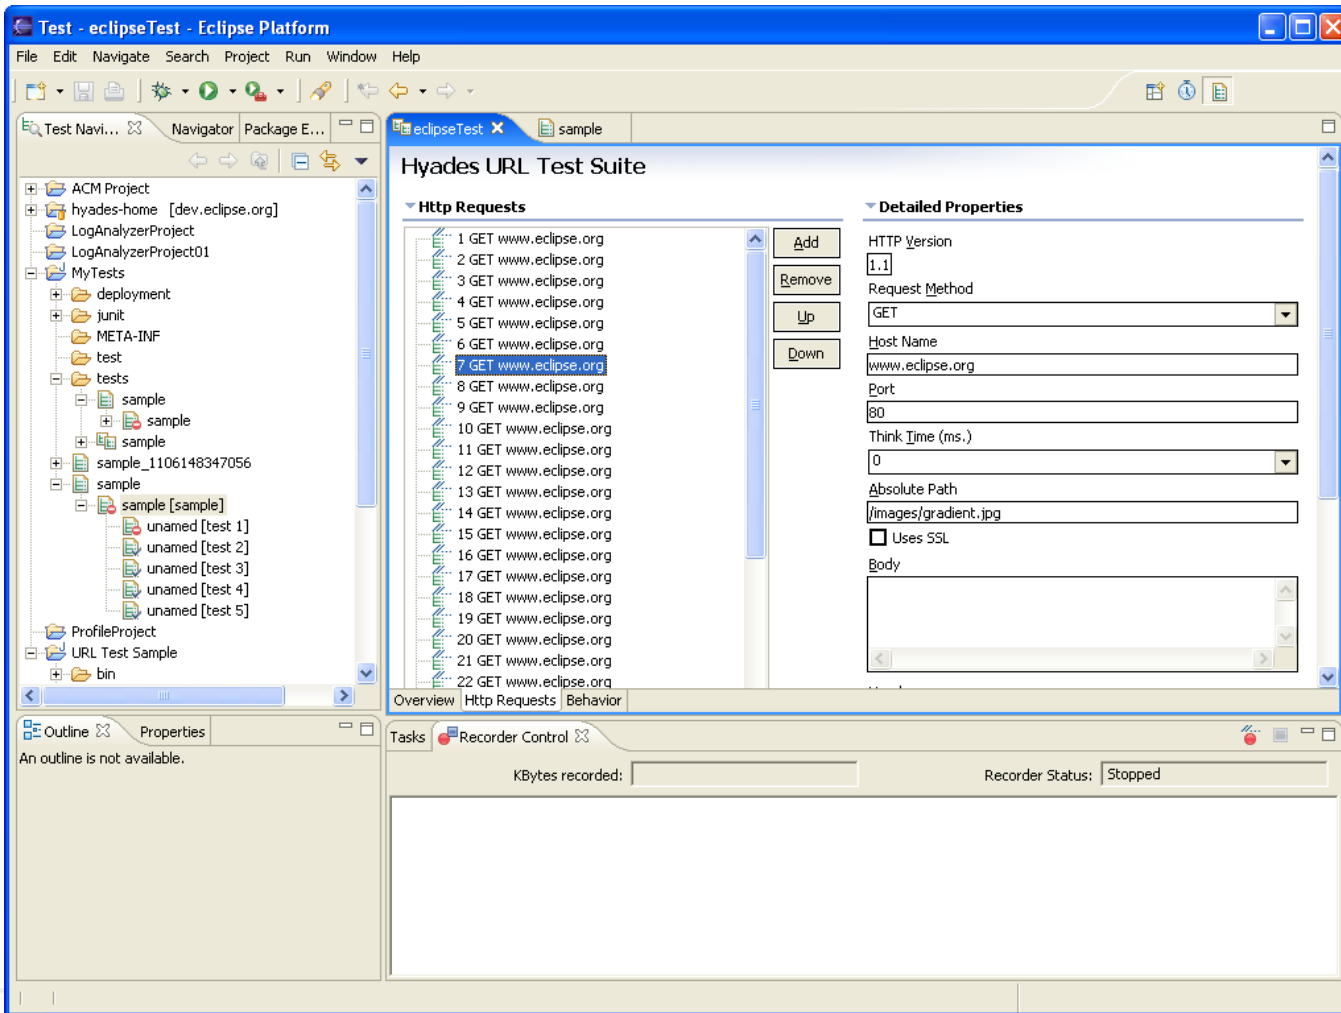 Test - eclipseTest - Eclipse Platform
File Edit Navigate Search Project Run Window Help
Test Navi... Navigator Package E...
ACM Project
hyades-home [dev.eclipse.org]
LogAnalyzerProject
LogAnalyzerProject01
MyTests
deployment
junit
META-INF
test
tests
sample
sample
sample
sample_1106148347056
sample
sample [sample]
unamed [test 1]
unamed [test 2]
unamed [test 3]
unamed [test 4]
unamed [test 5]
ProfileProject
URL Test Sample
bin
eclipseTest sample
Hyades URL Test Suite
Http Requests
1 GET www.eclipse.org
2 GET www.eclipse.org
3 GET www.eclipse.org
4 GET www.eclipse.org
5 GET www.eclipse.org
6 GET www.eclipse.org
7 GET www.eclipse.org
8 GET www.eclipse.org
9 GET www.eclipse.org
10 GET www.eclipse.org
11 GET www.eclipse.org
12 GET www.eclipse.org
13 GET www.eclipse.org
14 GET www.eclipse.org
15 GET www.eclipse.org
16 GET www.eclipse.org
17 GET www.eclipse.org
18 GET www.eclipse.org
19 GET www.eclipse.org
20 GET www.eclipse.org
21 GET www.eclipse.org
22 GET www.eclipse.org
Add
Remove
Up
Down
Detailed Properties
HTTP Version
1.1
Request Method
GET
Host Name
www.eclipse.org
Port
80
Think Time (ms.)
0
Absolute Path
/images/gradient.jpg
Uses SSL
Body
Overview Http Requests Behavior
Outline Properties
An outline is not available.
Tasks Recorder Control
KBytes recorded: Recorder Status: Stopped